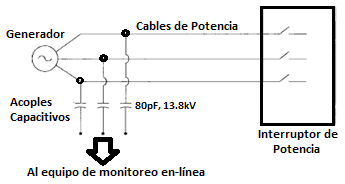 Generador
Cables de Potencia
Acoples
Capacitivos
80pF, 13.8kV
Interruptor de
Potencia
Al equipo de monitoreo en-línea